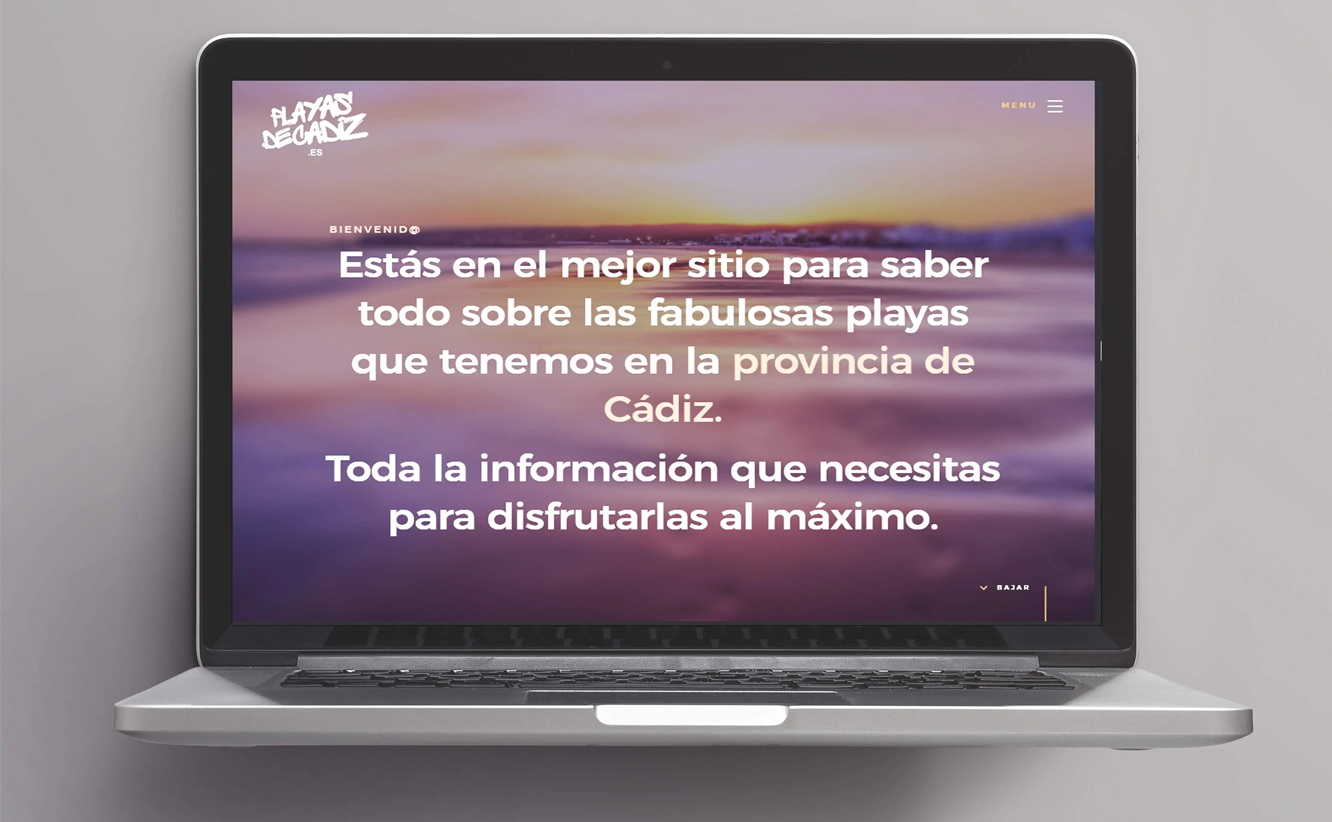 PLAYAS
DECADIZ
.ES
MENU
BIENVENID@
Estás en el mejor sitio para saber
todo sobre las fabulosas playas
que tenemos en la provincia de
Cádiz.
Toda la información que necesitas
para disfrutarlas al máximo.
BAJAR